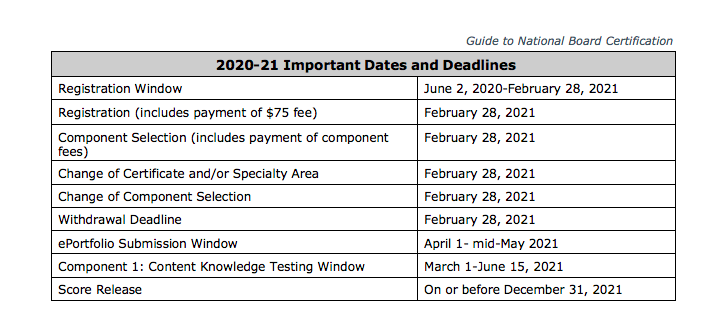 Guide to National Board Certification
2020-21 Important Dates and Deadlines
Registration Window June 2, 2020-February 28, 2021
Registration (includes payment of $75 fee) February 28, 2021
Component Selection (includes payment of component February 28, 2021
fees)
Change of Certificate and/or Specialty Area February 28, 2021
Change of Component Selection February 28, 2021
Withdrawal Deadline February 28, 2021
ePortfolio Submission Window April 1- mid-May 2021
Component 1: Content Knowledge Testing Window March 1-June 15, 2021
Score Release On or before December 31, 2021